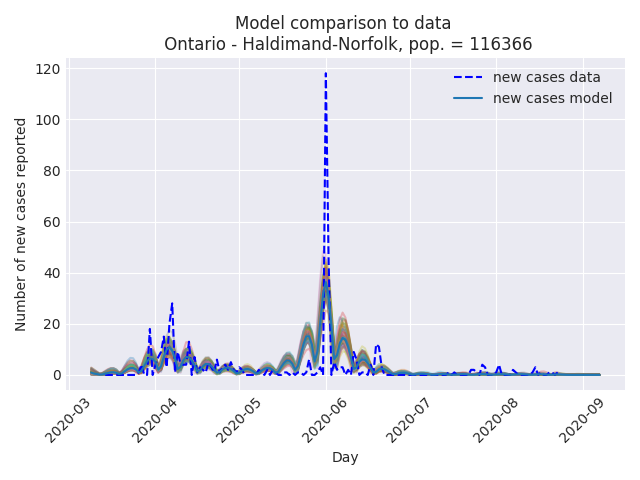 Model comparison to data
Ontario - Haldimand-Norfolk, pop. = 116366
new cases data
new cases model
Number of new cases reported
120
100
80
60
40
20
0
2020-03
2020-04
2020-05
2020-06
2020-07
2020-08
2020-09
Day